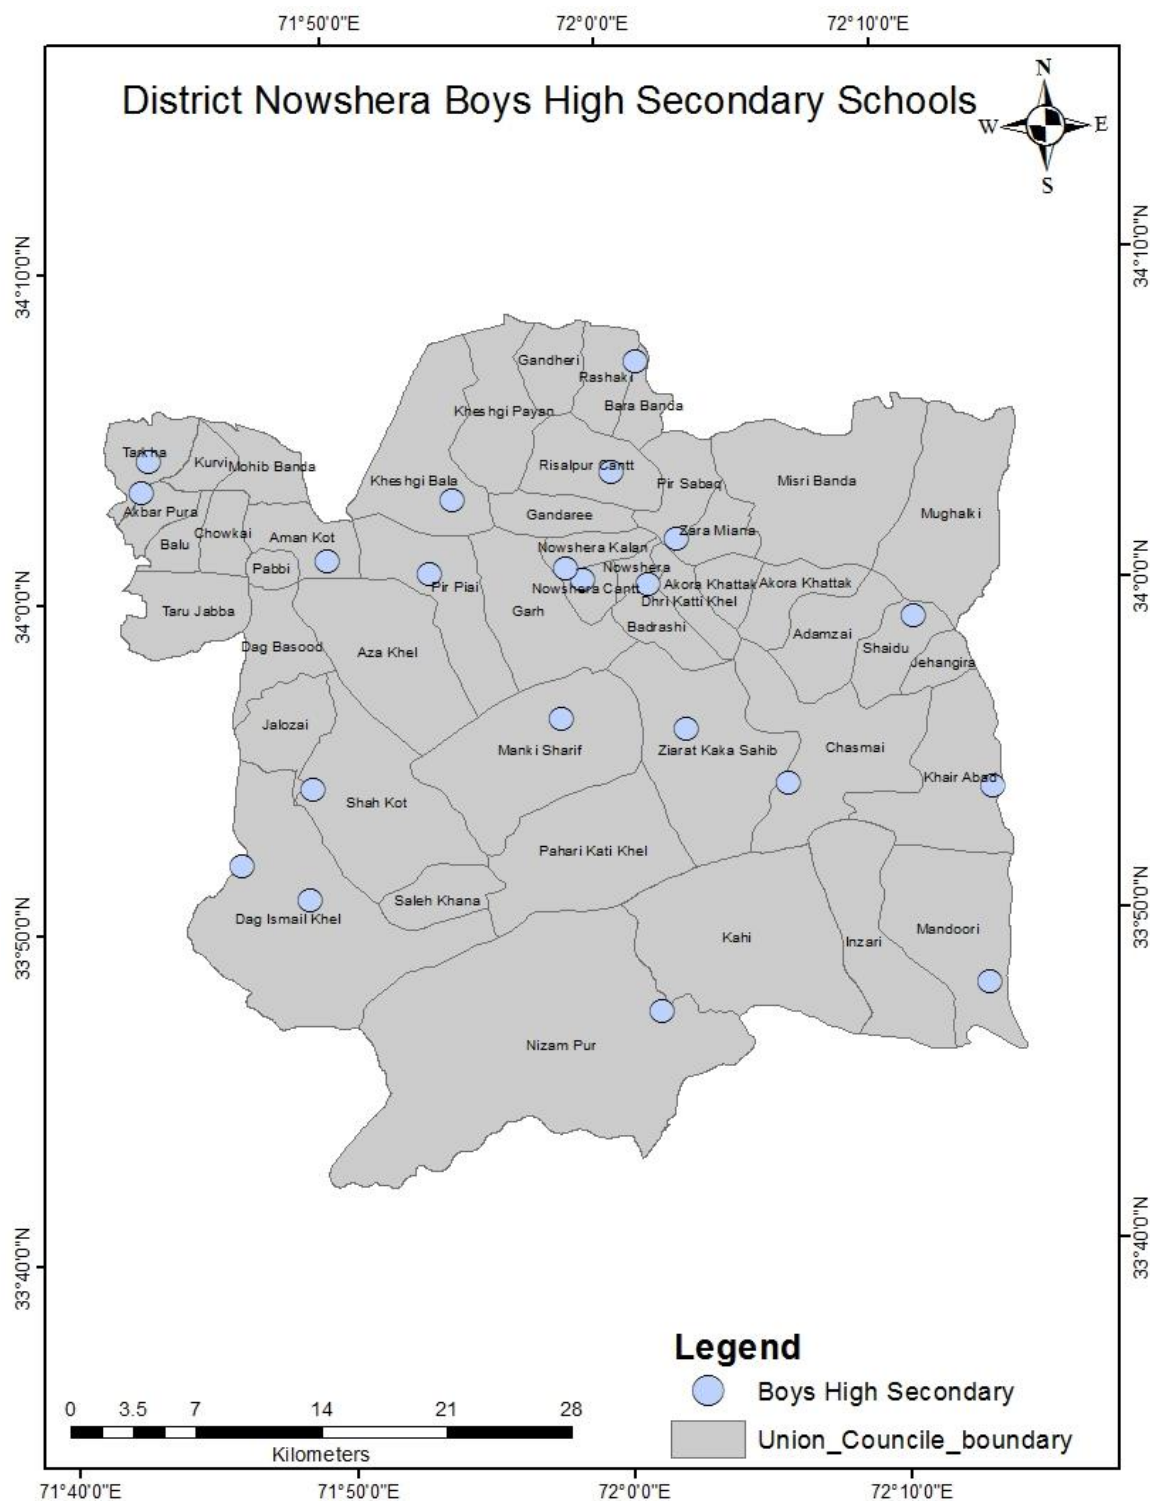 71°50'0"E 72°0'0"E 72°10'0"E
District Nowshera Boys High Secondary Schools
N
W E
S
34°10'0"N 34°10'0"N
Gandheri
Rashaki
Kheshgi Payan Bara Banda
Tarkha
Kurvi Mohib Banda
Risalpur Cantt
Kheshgi Bala Pir Sabaq Misri Banda
Akbar Pura Gandaree Mughalki
Chowkai Zara Miana
Balu Aman Kot Nowshera Kalan
Pabbi Nowshera
Pir Piai Nowshera Cantt Akora Khattak Akora Khattak
Dhri Katti Khel
34°0'0"N 34°0'0"N
Taru Jabba Garh
Badrashi Adamzai
Dag Basood Aza Khel Shaidu
Jehangira
Jalozai
Manki Sharif Ziarat Kaka Sahib Chasmai
Khair Abad
Shah Kot
Pahari Kati Khel
Saleh Khana
Dag Ismail Khel
33°50'0"N 33°50'0"N
Kahi Inzari Mandoori
Nizam Pur
33°40'0"N 33°40'0"N
Legend
Boys High Secondary
Union_Councile_boundary
0 3.5 7 14 21 28
Kilometers
71°40'0"E 71°50'0"E 72°0'0"E 72°10'0"E